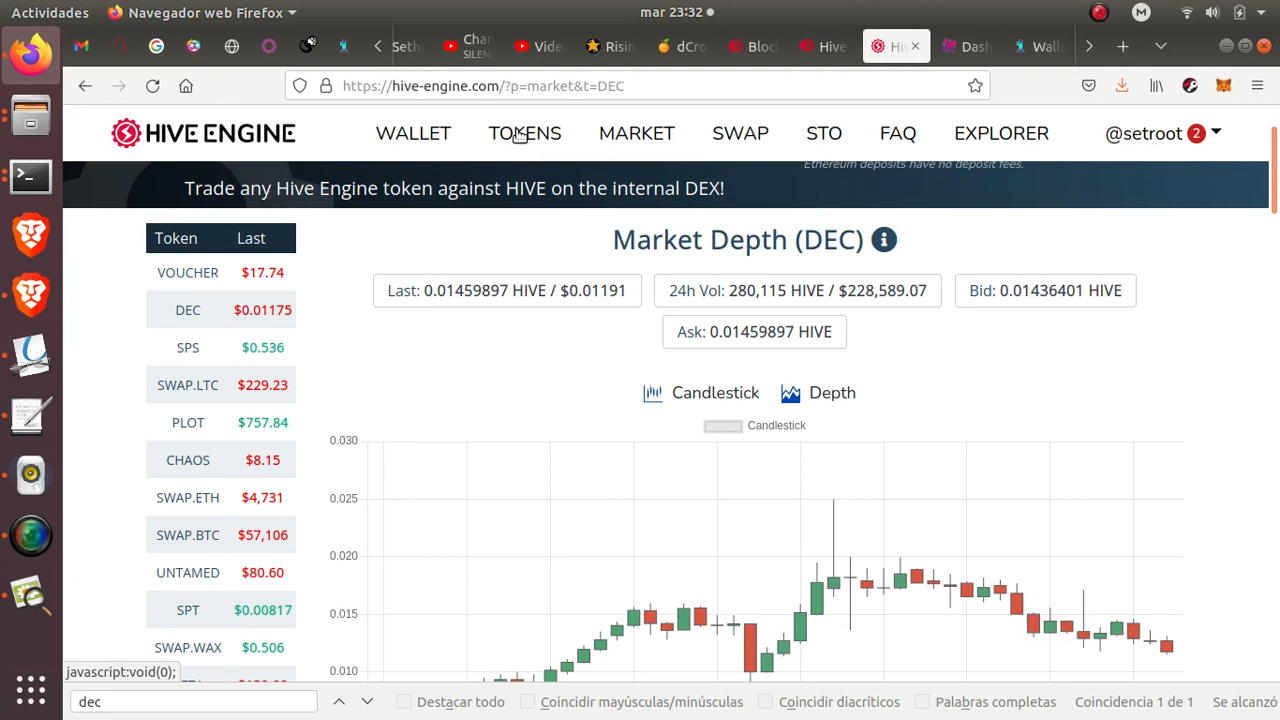 Actividades Navegador web Firefox mar 23:32 M
Seth Chan SILENC Vide Risin dCro Bloc Hive Hiv Dash Wall
https://hive-engine.com/?p=market&t=DEC
HIVE ENGINE WALLET TOKENS MARKET SWAP STO FAQ EXPLORER @setroot 2
Ethereum deposits have no deposit fees.
Trade any Hive Engine token against HIVE on the internal DEX!
Token Last
VOUCHER $17.74
DEC $0.01175
SPS $0.536
SWAP.LTC $229.23
PLOT $757.84
CHAOS $8.15
SWAP.ETH $4,731
SWAP.BTC $57,106
UNTAMED $80.60
SPT $0.00817
SWAP.WAX $0.506
Market Depth (DEC)
Last: 0.01459897 HIVE / $0.01191 24h Vol: 280,115 HIVE / $228,589.07 Bid: 0.01436401 HIVE
Ask: 0.01459897 HIVE
Candlestick Depth
Candlestick
0.030
0.025
0.020
0.015
0.010
javascript:void(0);
dec Destacar todo Coincidir mayúsculas/minúsculas Coincidir diacríticos Palabras completas Coincidencia 1 de 1 Se alcanzó